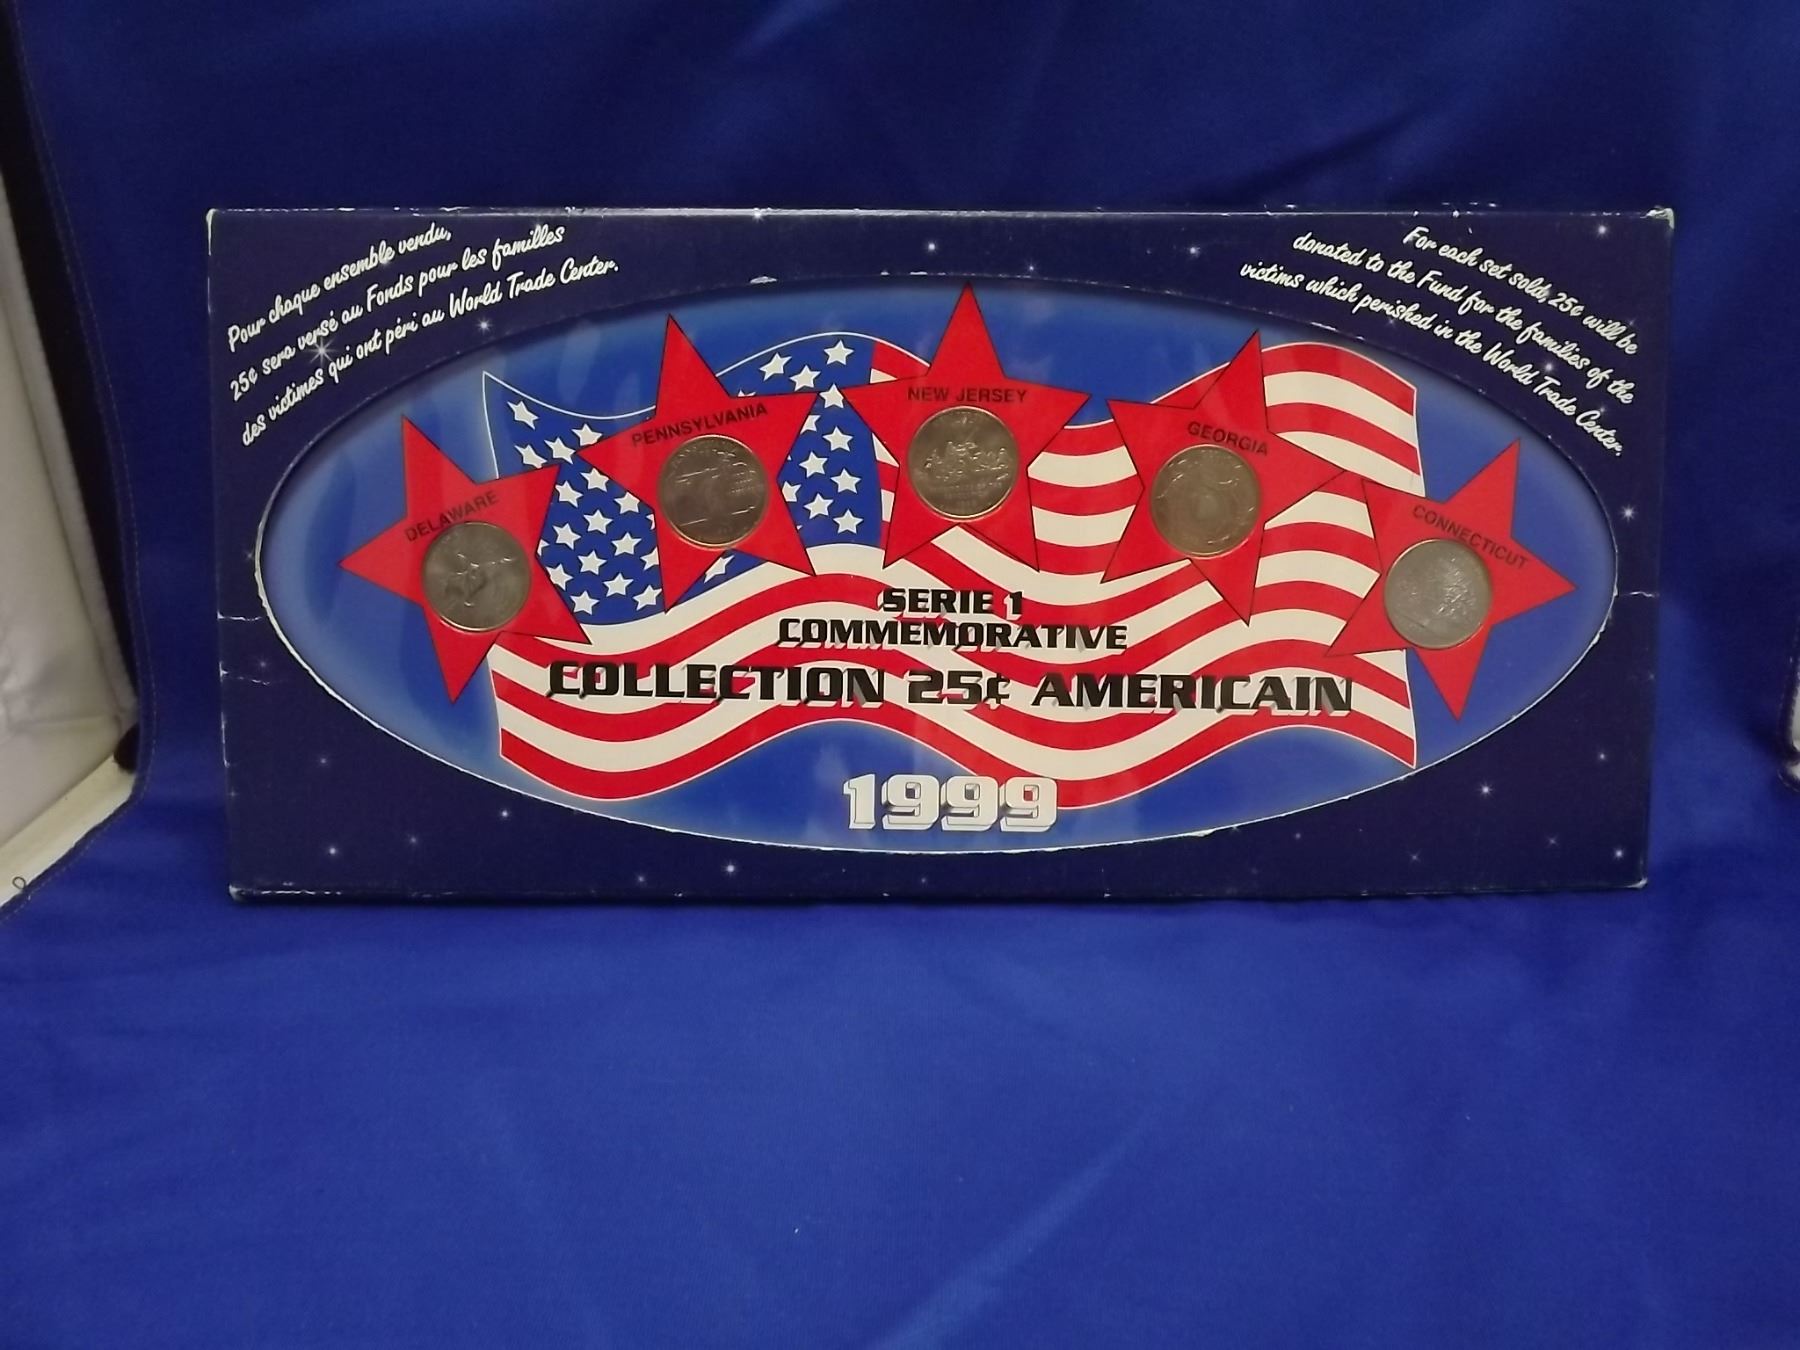 Pour chaque ensemble vendu,
25¢ sera versé au Fonds pour les familles
des victimes qui ont péri au World Trade Center.
For each set sold, 25¢ will be
donated to the Fund for the families of the
victims which perished in the World Trade Center.
DELAWARE
PENNSYLVANIA
NEW JERSEY
GEORGIA
CONNECTICUT
SERIE 1
COMMEMORATIVE
COLLECTION 25¢ AMERICAIN
1999